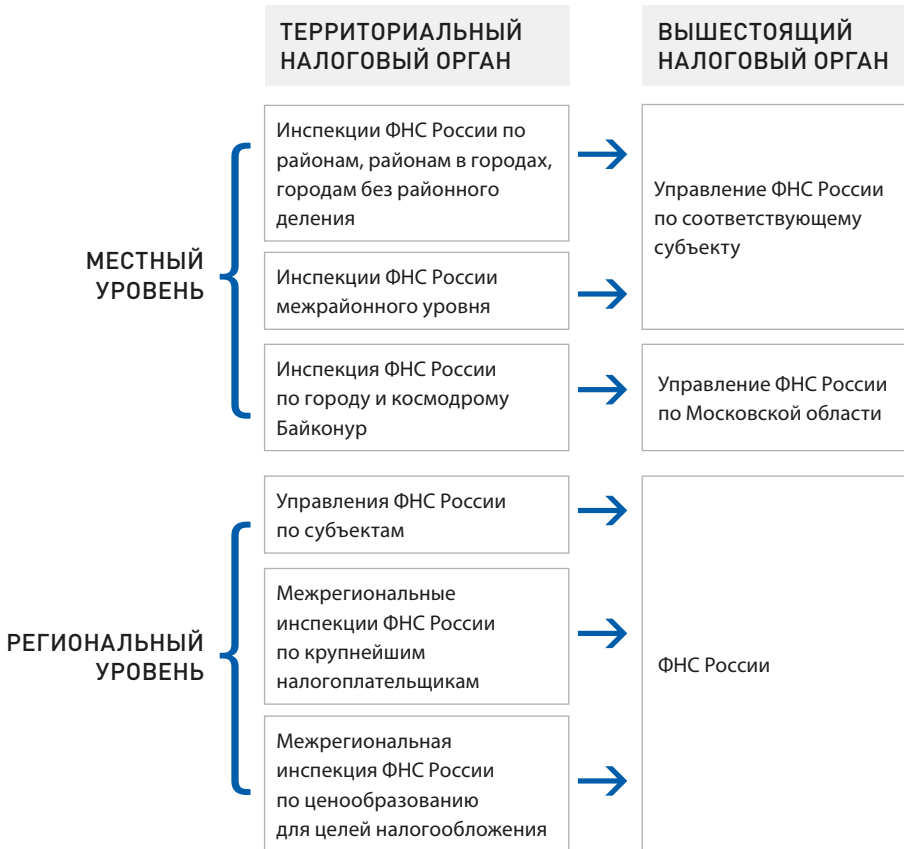 ТЕРРИТОРИАЛЬНЫЙ
НАЛОГОВЫЙ ОРГАН
ВЫШЕСТОЯЩИЙ
НАЛОГОВЫЙ ОРГАН
МЕСТНЫЙ
УРОВЕНЬ
Инспекции ФНС России по
районам, районам в городах,
городам без районного
деления
Инспекции ФНС России
межрайонного уровня
Управление ФНС России
по соответствующему
субъекту
Инспекция ФНС России
по городу и космодрому
Байконур
Управление ФНС России
по Московской области
РЕГИОНАЛЬНЫЙ
УРОВЕНЬ
Управления ФНС России
по субъектам
Межрегиональные
инспекции ФНС России
по крупнейшим
налогоплательщикам
Межрегиональная
инспекция ФНС России
по ценообразованию
для целей налогообложения
ФНС России